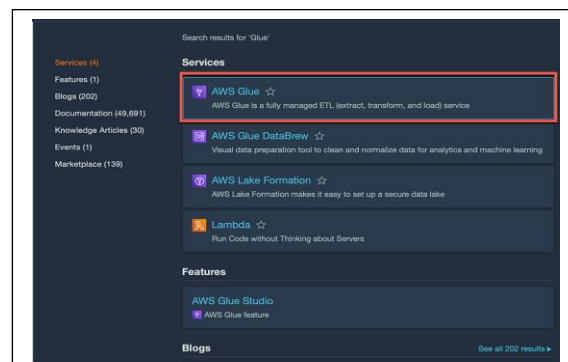 Search results for 'Glue'
Services (4)
Features (1)
Blogs (202)
Documentation (49,691)
Knowledge Articles (30)
Events (1)
Marketplace (139)
Services
AWS Glue ☆
AWS Glue is a fully managed ETL (extract, transform, and load) service
AWS Glue DataBrew ☆
Visual data preparation tool to clean and normalize data for analytics and machine learning
AWS Lake Formation ☆
AWS Lake Formation makes it easy to set up a secure data lake
Lambda ☆
Run Code without Thinking about Servers
Features
AWS Glue Studio
AWS Glue feature
Blogs
See all 202 results ▶